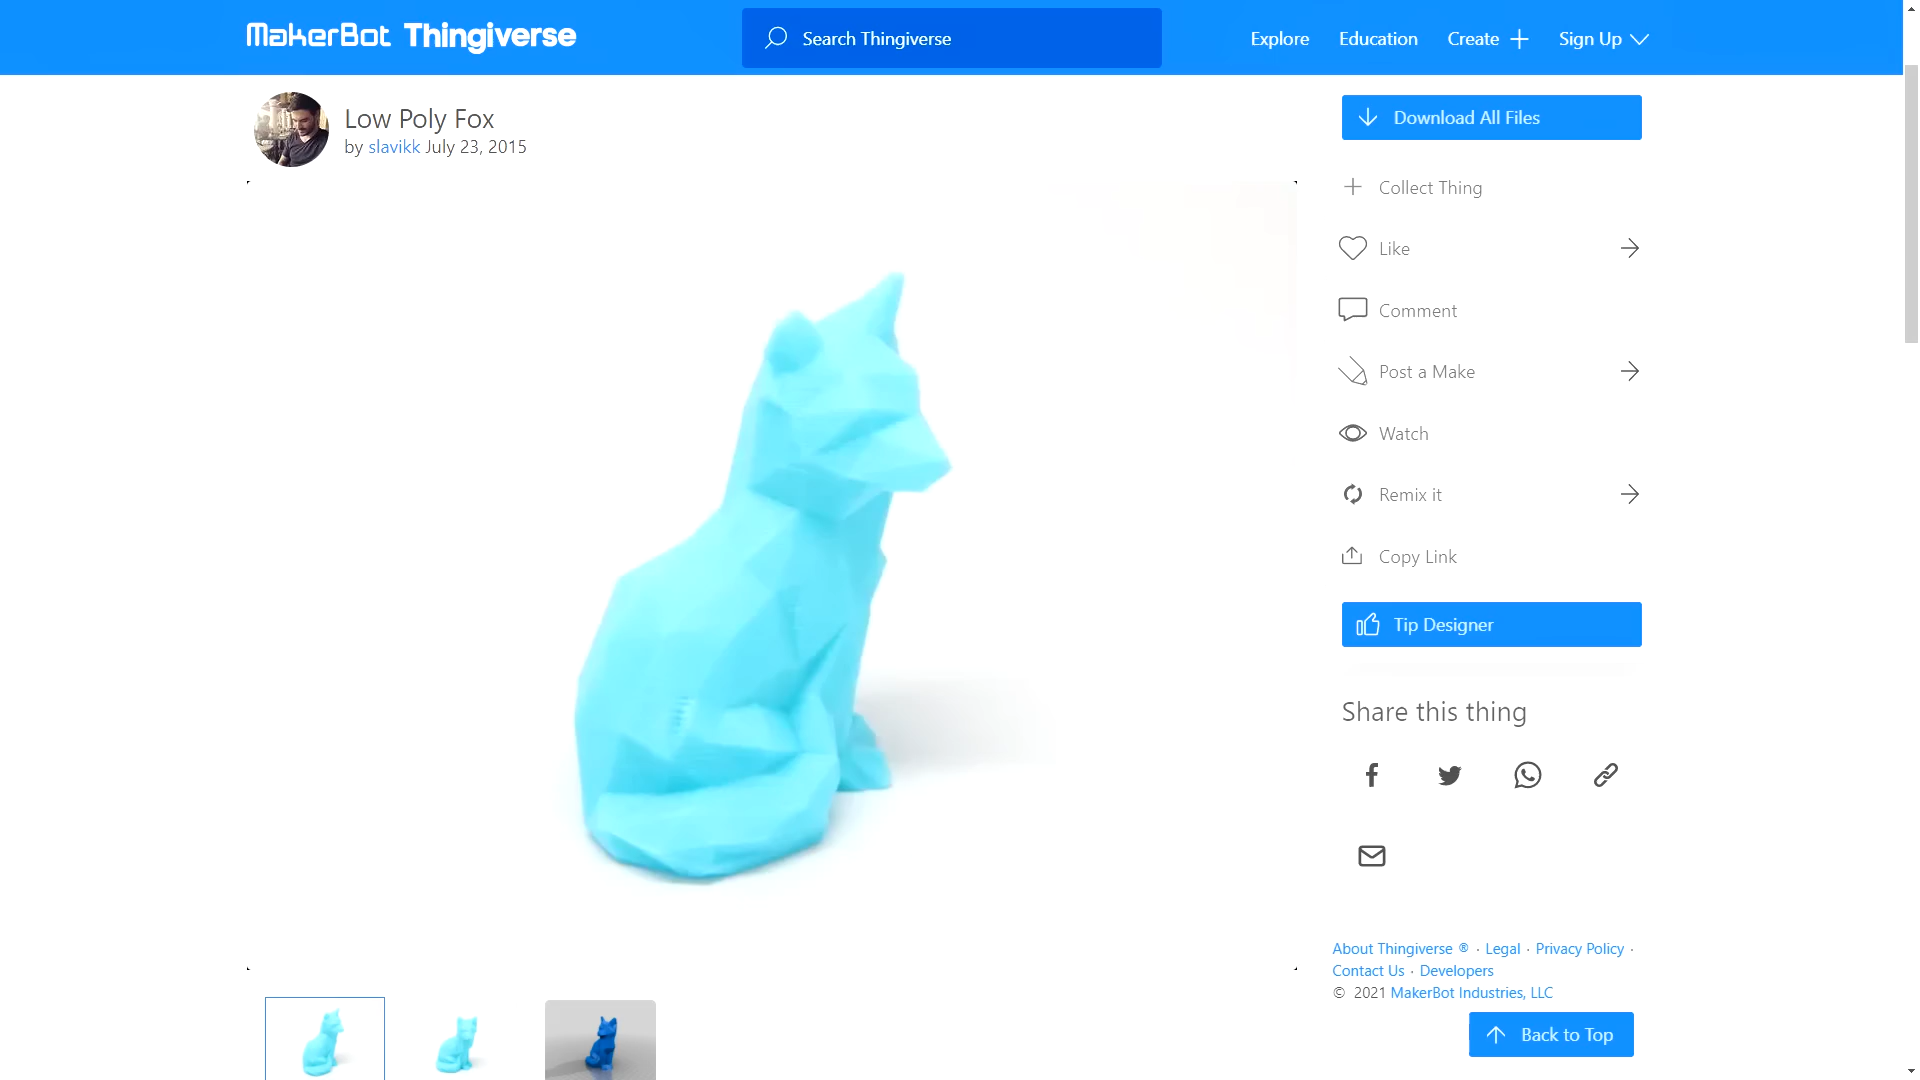 MakerBot Thingiverse
Search Thingiverse
Explore
Education
Create
Sign Up
Low Poly Fox
by slavikk July 23, 2015
Download All Files
Collect Thing
Like
Comment
Post a Make
Watch
Remix it
Copy Link
Tip Designer
Share this thing
About Thingiverse ® · Legal · Privacy Policy ·
Contact Us · Developers
© 2021 MakerBot Industries, LLC
Back to Top